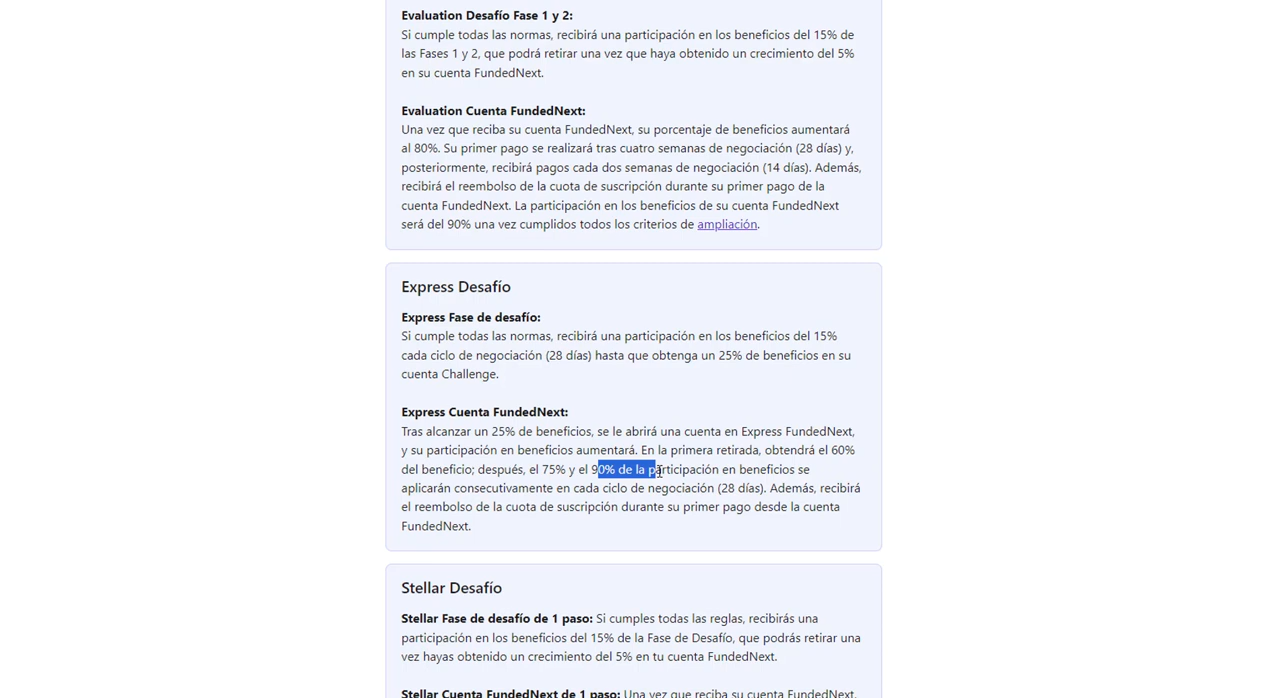 Evaluation Desafío Fase 1 y 2:
Si cumple todas las normas, recibirá una participación en los beneficios del 15% de
las Fases 1 y 2, que podrá retirar una vez que haya obtenido un crecimiento del 5%
en su cuenta FundedNext.
Evaluation Cuenta FundedNext:
Una vez que reciba su cuenta FundedNext, su porcentaje de beneficios aumentará
al 80%. Su primer pago se realizará tras cuatro semanas de negociación (28 días) y,
posteriormente, recibirá pagos cada dos semanas de negociación (14 días). Además,
recibirá el reembolso de la cuota de suscripción durante su primer pago de la
cuenta FundedNext. La participación en los beneficios de su cuenta FundedNext
será del 90% una vez cumplidos todos los criterios de ampliación.
Express Desafío
Express Fase de desafío:
Si cumple todas las normas, recibirá una participación en los beneficios del 15%
cada ciclo de negociación (28 días) hasta que obtenga un 25% de beneficios en su
cuenta Challenge.
Express Cuenta FundedNext:
Tras alcanzar un 25% de beneficios, se le abrirá una cuenta en Express FundedNext,
y su participación en beneficios aumentará. En la primera retirada, obtendrá el 60%
del beneficio; después, el 75% y el 90% de la participación en beneficios se
aplicarán consecutivamente en cada ciclo de negociación (28 días). Además, recibirá
el reembolso de la cuota de suscripción durante su primer pago desde la cuenta
FundedNext.
Stellar Desafío
Stellar Fase de desafío de 1 paso: Si cumples todas las reglas, recibirás una
participación en los beneficios del 15% de la Fase de Desafío, que podrás retirar una
vez hayas obtenido un crecimiento del 5% en tu cuenta FundedNext.
Stellar Cuenta FundedNext de 1 paso: Una vez que reciba su cuenta FundedNext,